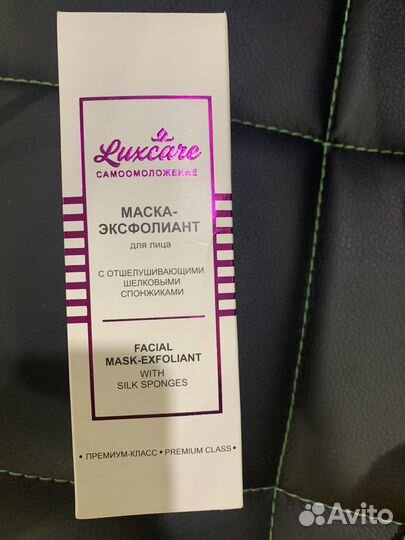 Luxcare
САМООМОЛОЖЕНИЕ
МАСКА-
ЭКСФОЛИАНТ
для лица
С ОТШЕЛУШИВАЮЩИМИ
ШЕЛКОВЫМИ
СПОНЖИКАМИ
FACIAL
MASK-EXFOLIANT
WITH
SILK SPONGES
• ПРЕМИУМ-КЛАСС • PREMIUM CLASS •
Avito